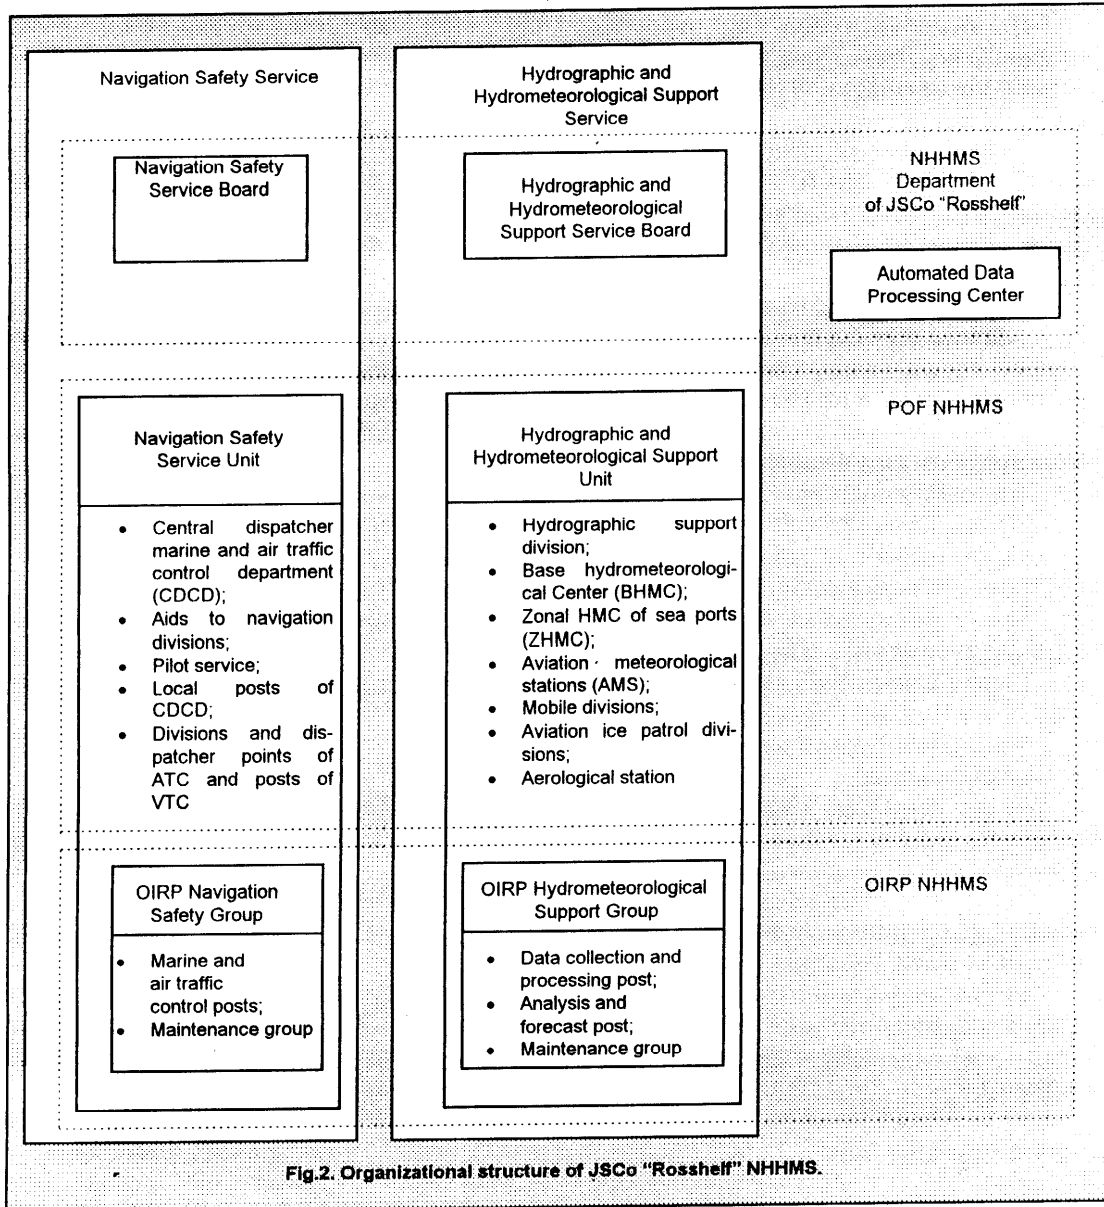 Navigation Safety Service
Hydrographic and
Hydrometeorological Support
Service
Navigation Safety
Service Board
Hydrographic and
Hydrometeorological
Support Service Board
NHHMS
Department
of JSCo "Rosshelf"
Automated Data
Processing Center
Navigation Safety
Service Unit
Hydrographic and
Hydrometeorological Support
Unit
POF NHHMS
• Central dispatcher
marine and air traffic
control department
(CDCD);
• Aids to navigation
divisions;
• Pilot service;
• Local posts of
CDCD;
• Divisions and dis-
patcher points of
ATC and posts of
VTC
• Hydrographic support
division;
• Base hydrometeorologi-
cal Center (BHMC);
• Zonal HMC of sea ports
(ZHMC);
• Aviation meteorological
stations (AMS);
• Mobile divisions;
• Aviation ice patrol divi-
sions;
• Aerological station
OIRP Navigation
Safety Group
• Marine and
air traffic
control posts;
• Maintenance group
OIRP Hydrometeorological
Support Group
• Data collection and
processing post;
• Analysis and
forecast post;
• Maintenance group
OIRP NHHMS
Fig.2. Organizational structure of JSCo "Rosshelf" NHHMS.